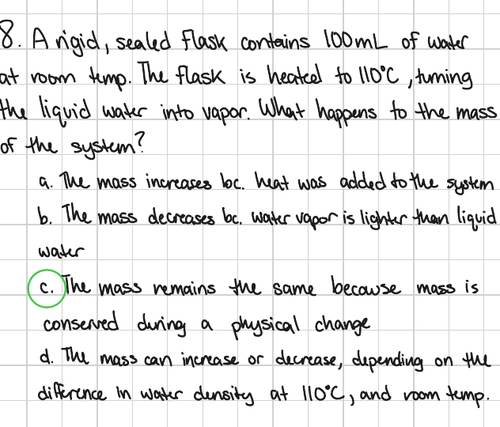 8. A rigid, sealed flask contains 100mL of water
at room temp. The flask is heated to 110°C, turning
the liquid water into vapor. What happens to the mass
of the system?
a. The mass increases bc. heat was added to the system
b. The mass decreases bc. water vapor is lighter than liquid
water
c. The mass remains the same because mass is
conserved during a physical change
d. The mass can increase or decrease, depending on the
difference in water density at 110°C, and room temp.